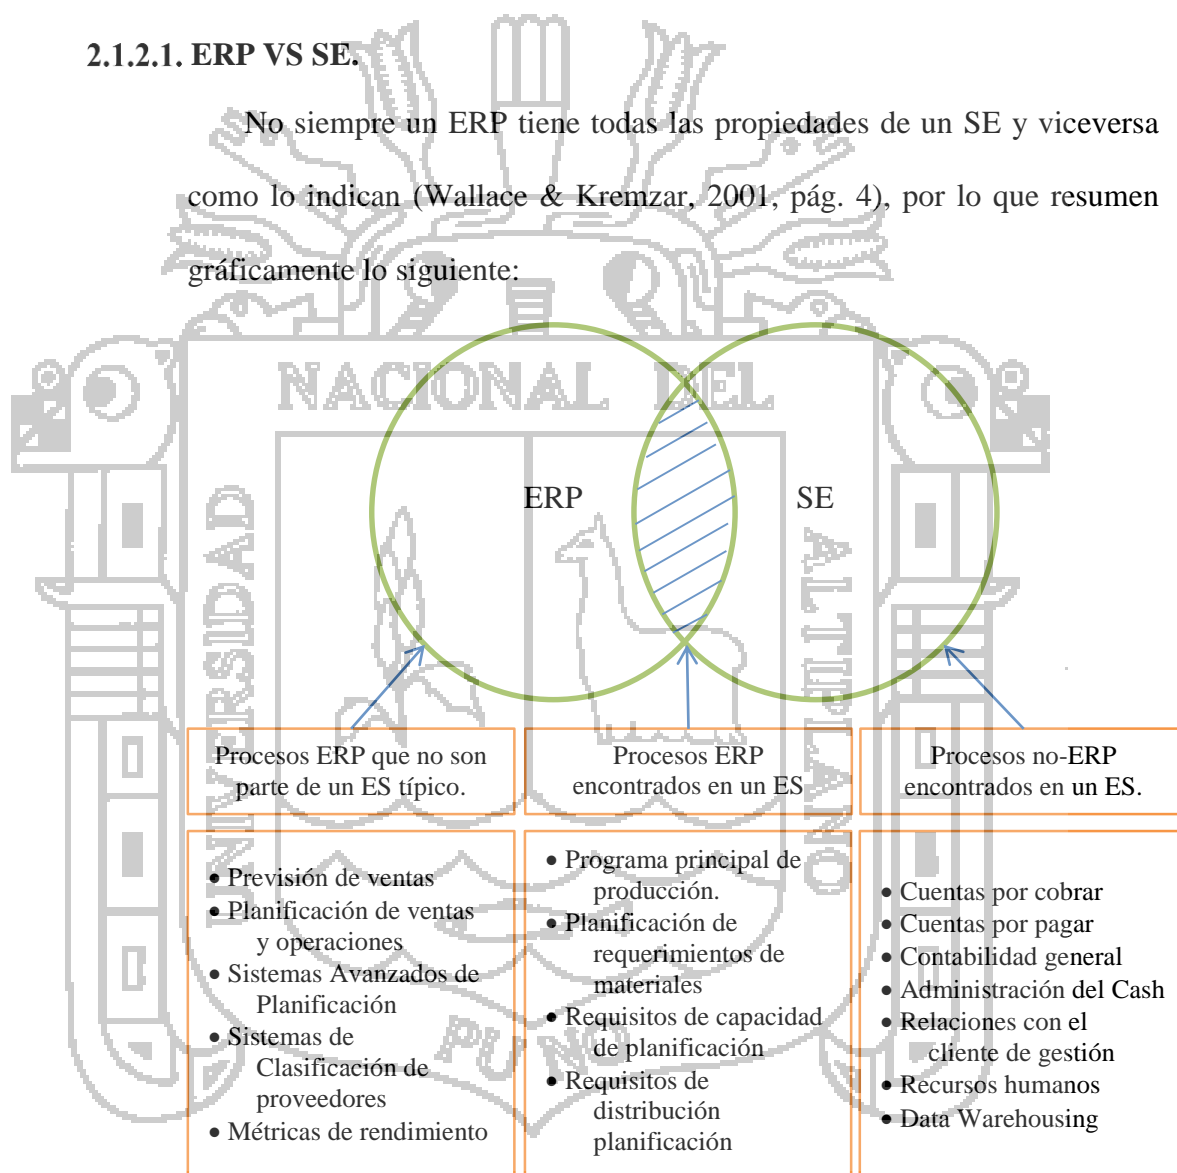 2.1.2.1. ERP VS SE.
No siempre un ERP tiene todas las propiedades de un SE y viceversa
como lo indican (Wallace & Kremzar, 2001, pág. 4), por lo que resumen
gráficamente lo siguiente:
NACIONAL DEL
UNIVERSIDAD
ALTIPLANO
PUNO
ERP
SE
Procesos ERP que no son
parte de un ES típico.
Procesos ERP
encontrados en un ES
Procesos no-ERP
encontrados en un ES.
• Previsión de ventas
• Planificación de ventas
y operaciones
• Sistemas Avanzados de
Planificación
• Sistemas de
Clasificación de
proveedores
• Métricas de rendimiento
• Programa principal de
producción.
• Planificación de
requerimientos de
materiales
• Requisitos de capacidad
de planificación
• Requisitos de
distribución
planificación
• Cuentas por cobrar
• Cuentas por pagar
• Contabilidad general
• Administración del Cash
• Relaciones con el
cliente de gestión
• Recursos humanos
• Data Warehousing